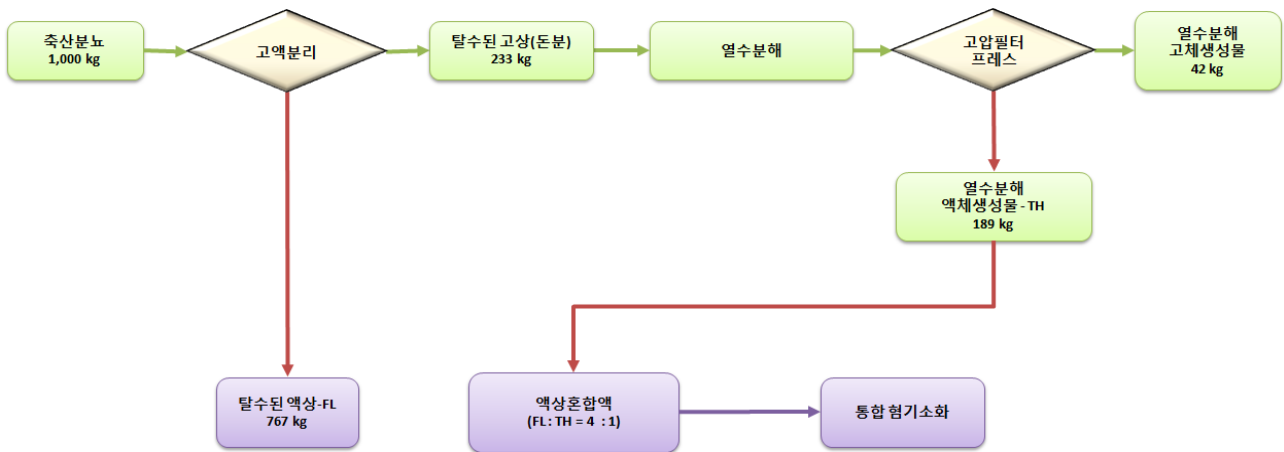 축산분뇨
1,000 kg
고액분리
탈수된 고상(돈분)
233 kg
열수분해
고압필터
프레스
열수분해
고체생성물
42 kg
열수분해
액체생성물 - TH
189 kg
탈수된 액상-FL
767 kg
액상혼합액
(FL : TH = 4 : 1)
통합 혐기소화